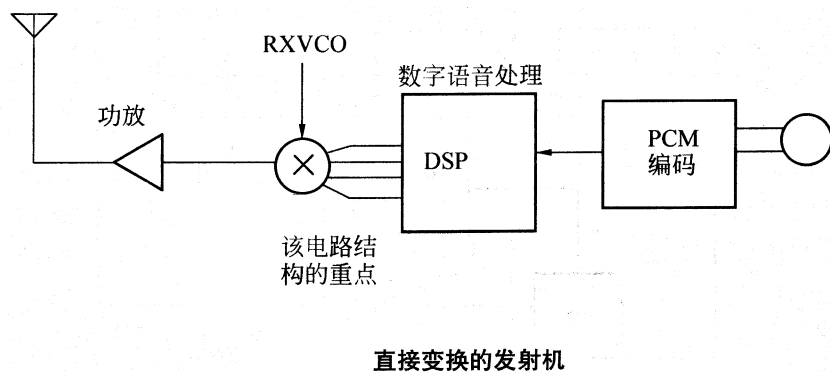 RXVCO
数字语音处理
功放
DSP
PCM
编码
该电路结
构的重点
直接变换的发射机